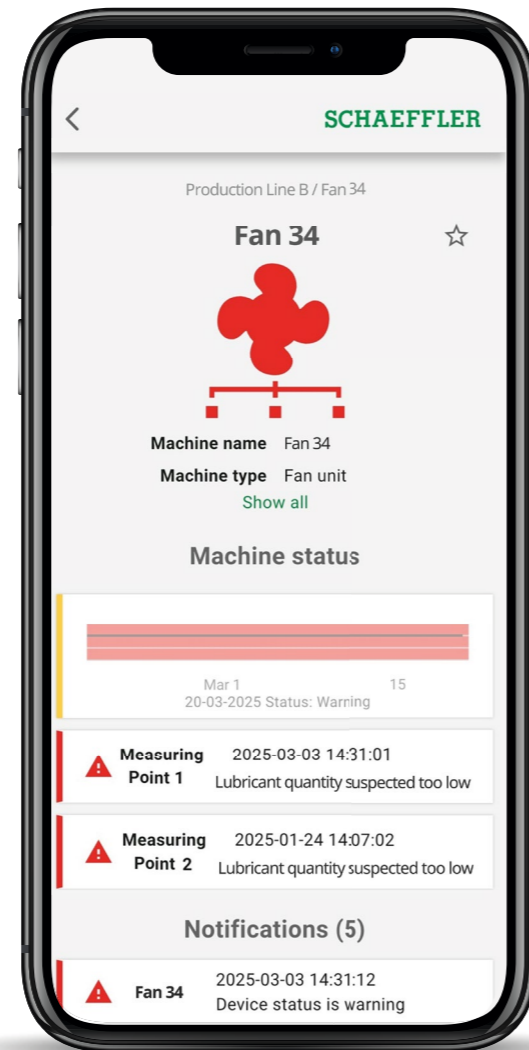 SCHAEFFLER
Production Line B / Fan 34
Fan 34
Machine name Fan 34
Machine type Fan unit
Show all
Machine status
Mar 1 15
20-03-2025 Status: Warning
Measuring Point 1
2025-03-03 14:31:01
Lubricant quantity suspected too low
Measuring Point 2
2025-01-24 14:07:02
Lubricant quantity suspected too low
Notifications (5)
Fan 34
2025-03-03 14:31:12
Device status is warning